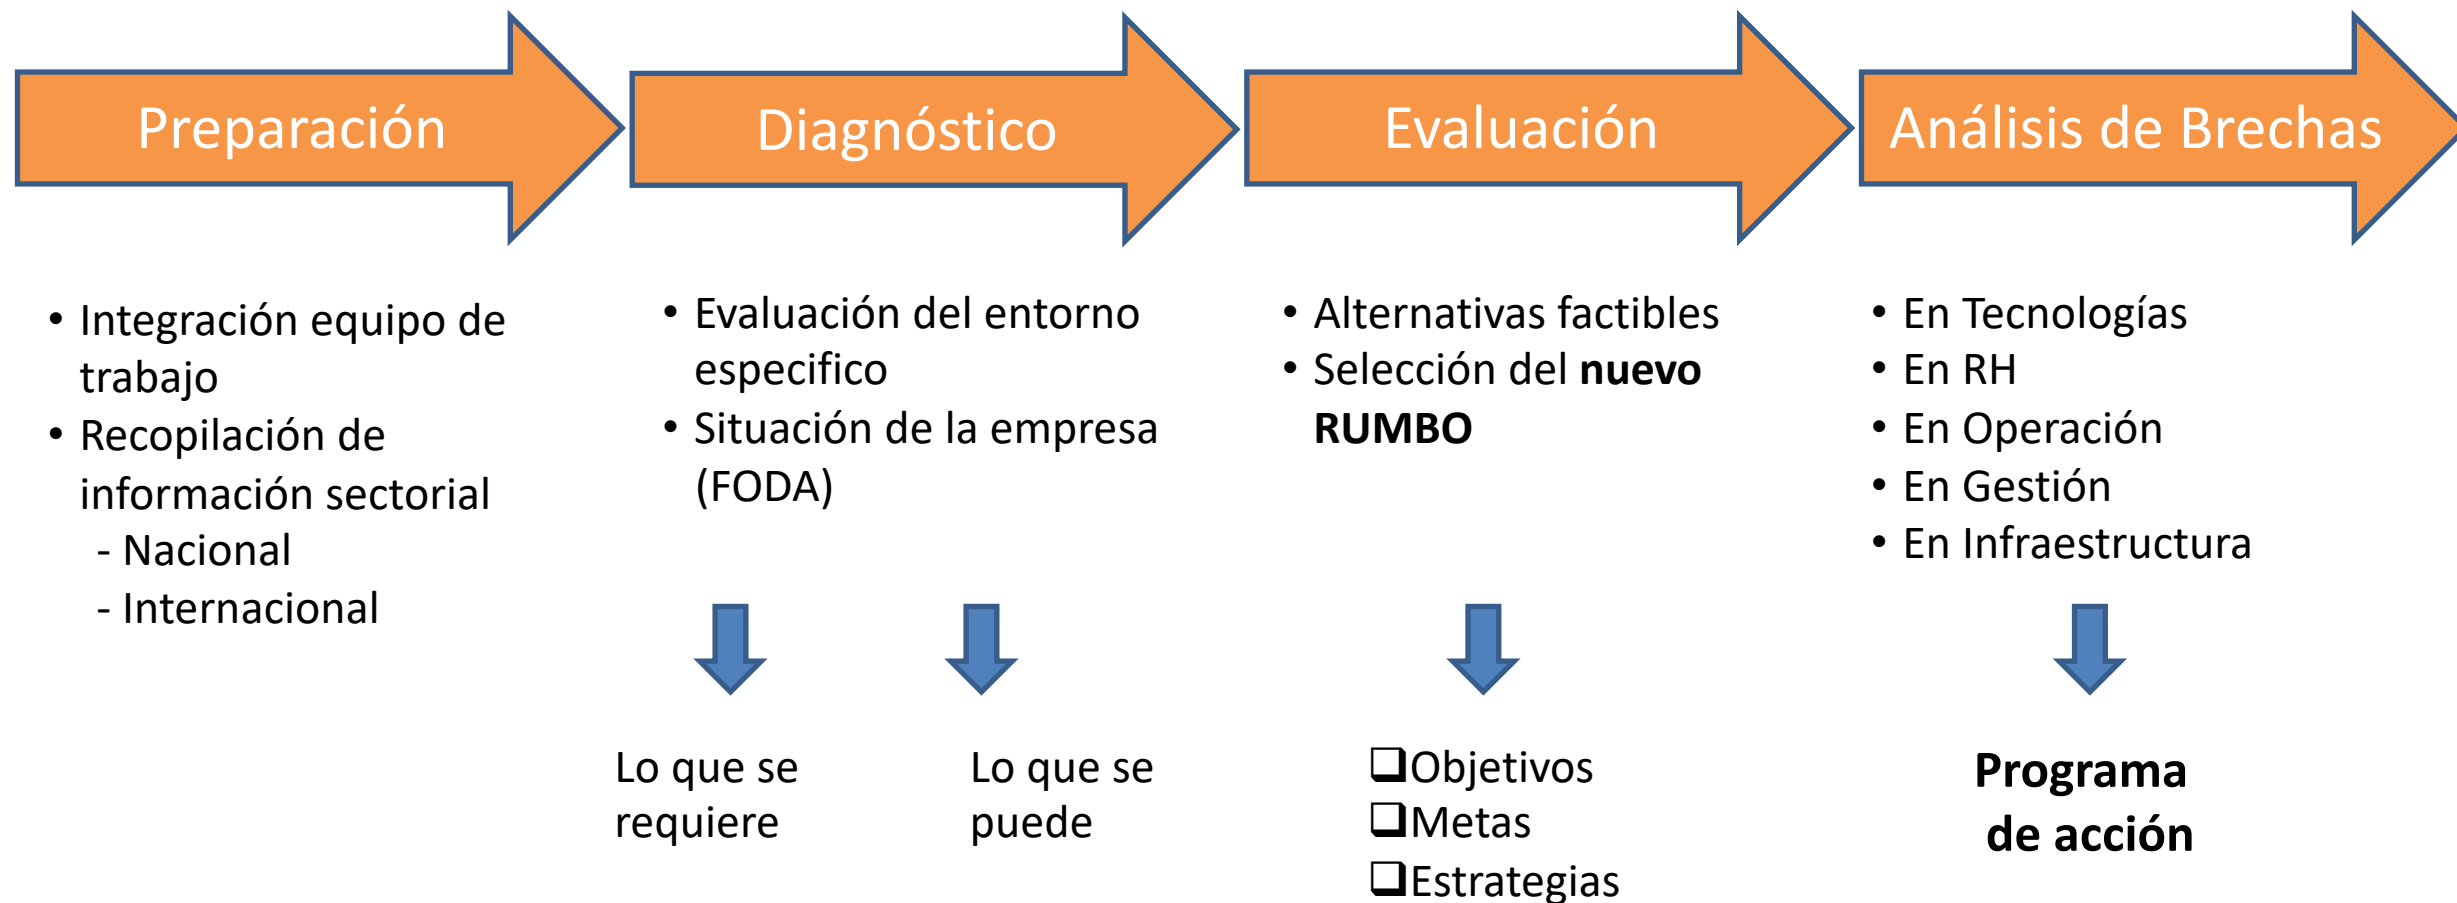 Preparación
Diagnóstico
Evaluación
Análisis de Brechas
• Integración equipo de
trabajo
• Recopilación de
información sectorial
- Nacional
- Internacional
• Evaluación del entorno
especifico
• Situación de la empresa
(FODA)
Lo que se
requiere
Lo que se
puede
• Alternativas factibles
• Selección del nuevo
RUMBO
❑Objetivos
❑Metas
❑Estrategias
• En Tecnologías
• En RH
• En Operación
• En Gestión
• En Infraestructura
Programa
de acción